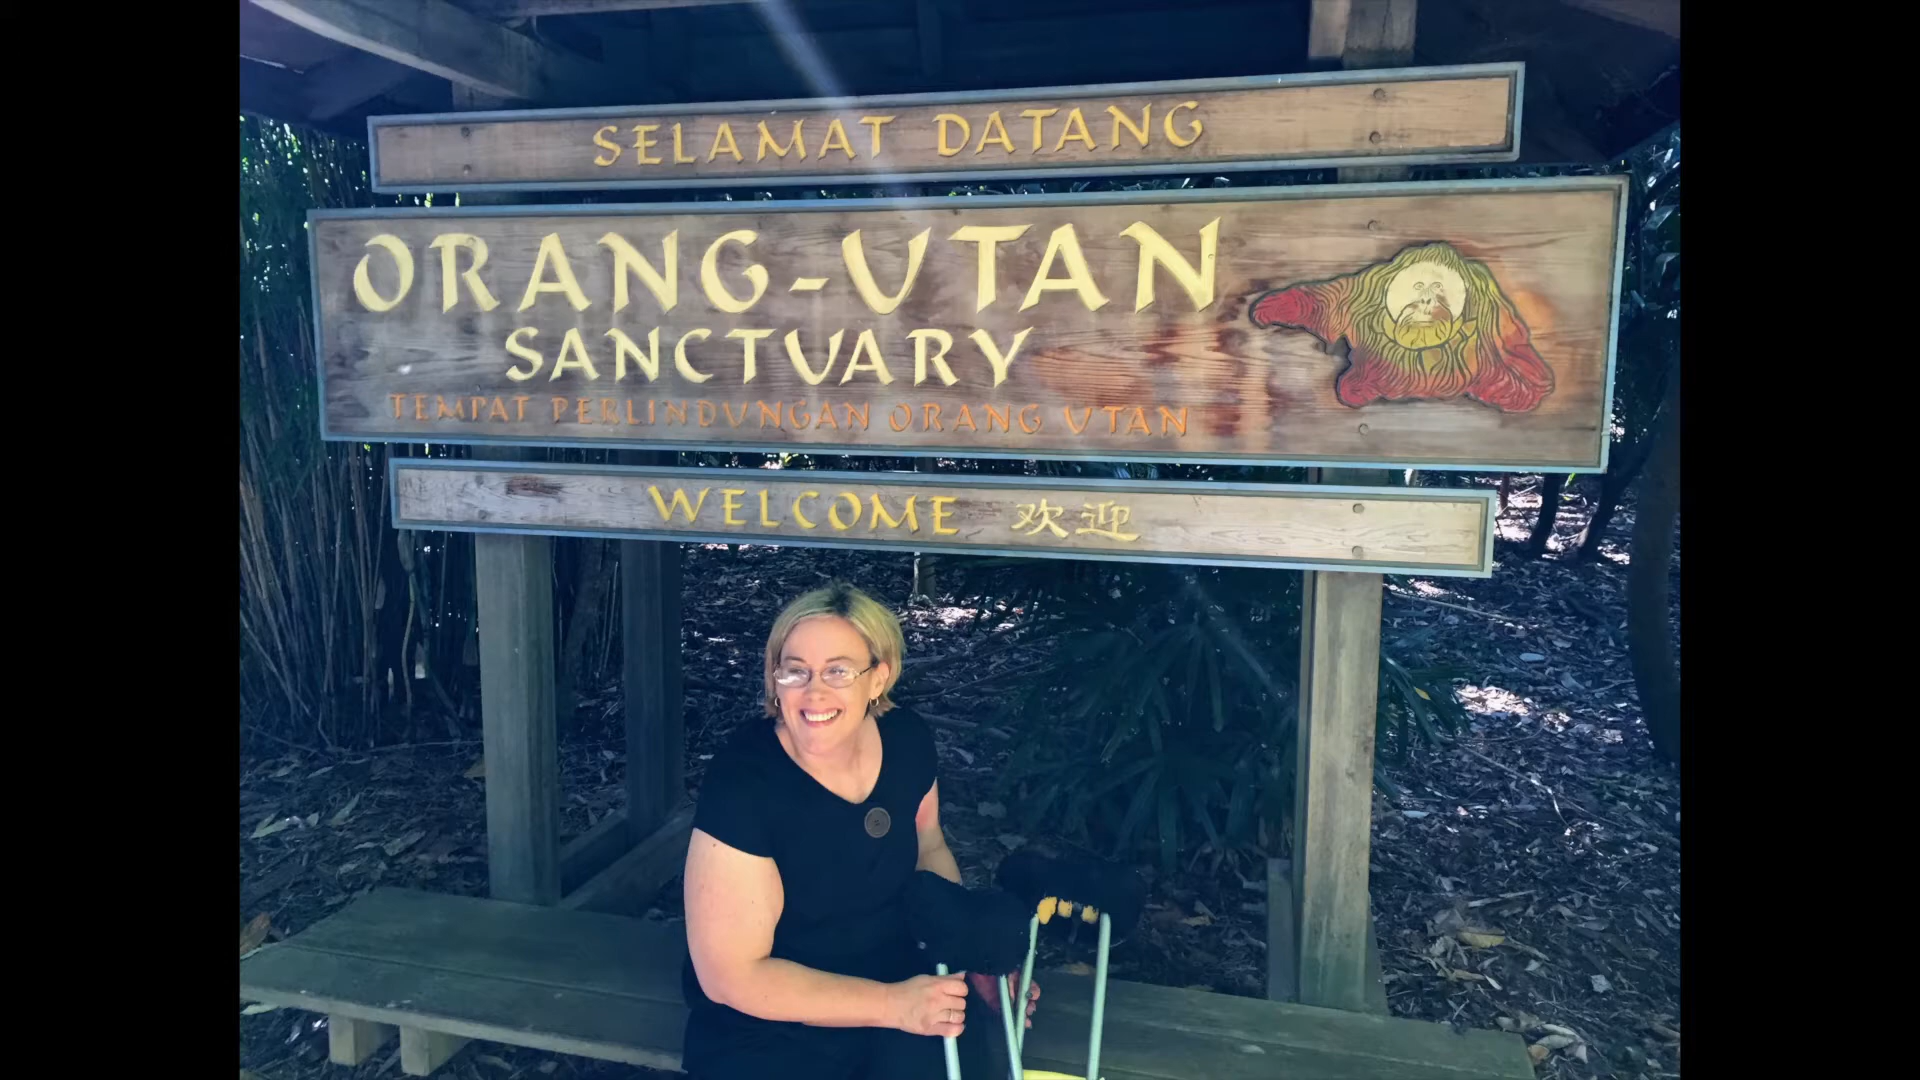 SELAMAT DATANG
ORANG-UTAN
SANCTUARY
TEMPAT PERLINDUNGAN ORANG UTAN
WELCOME 欢迎